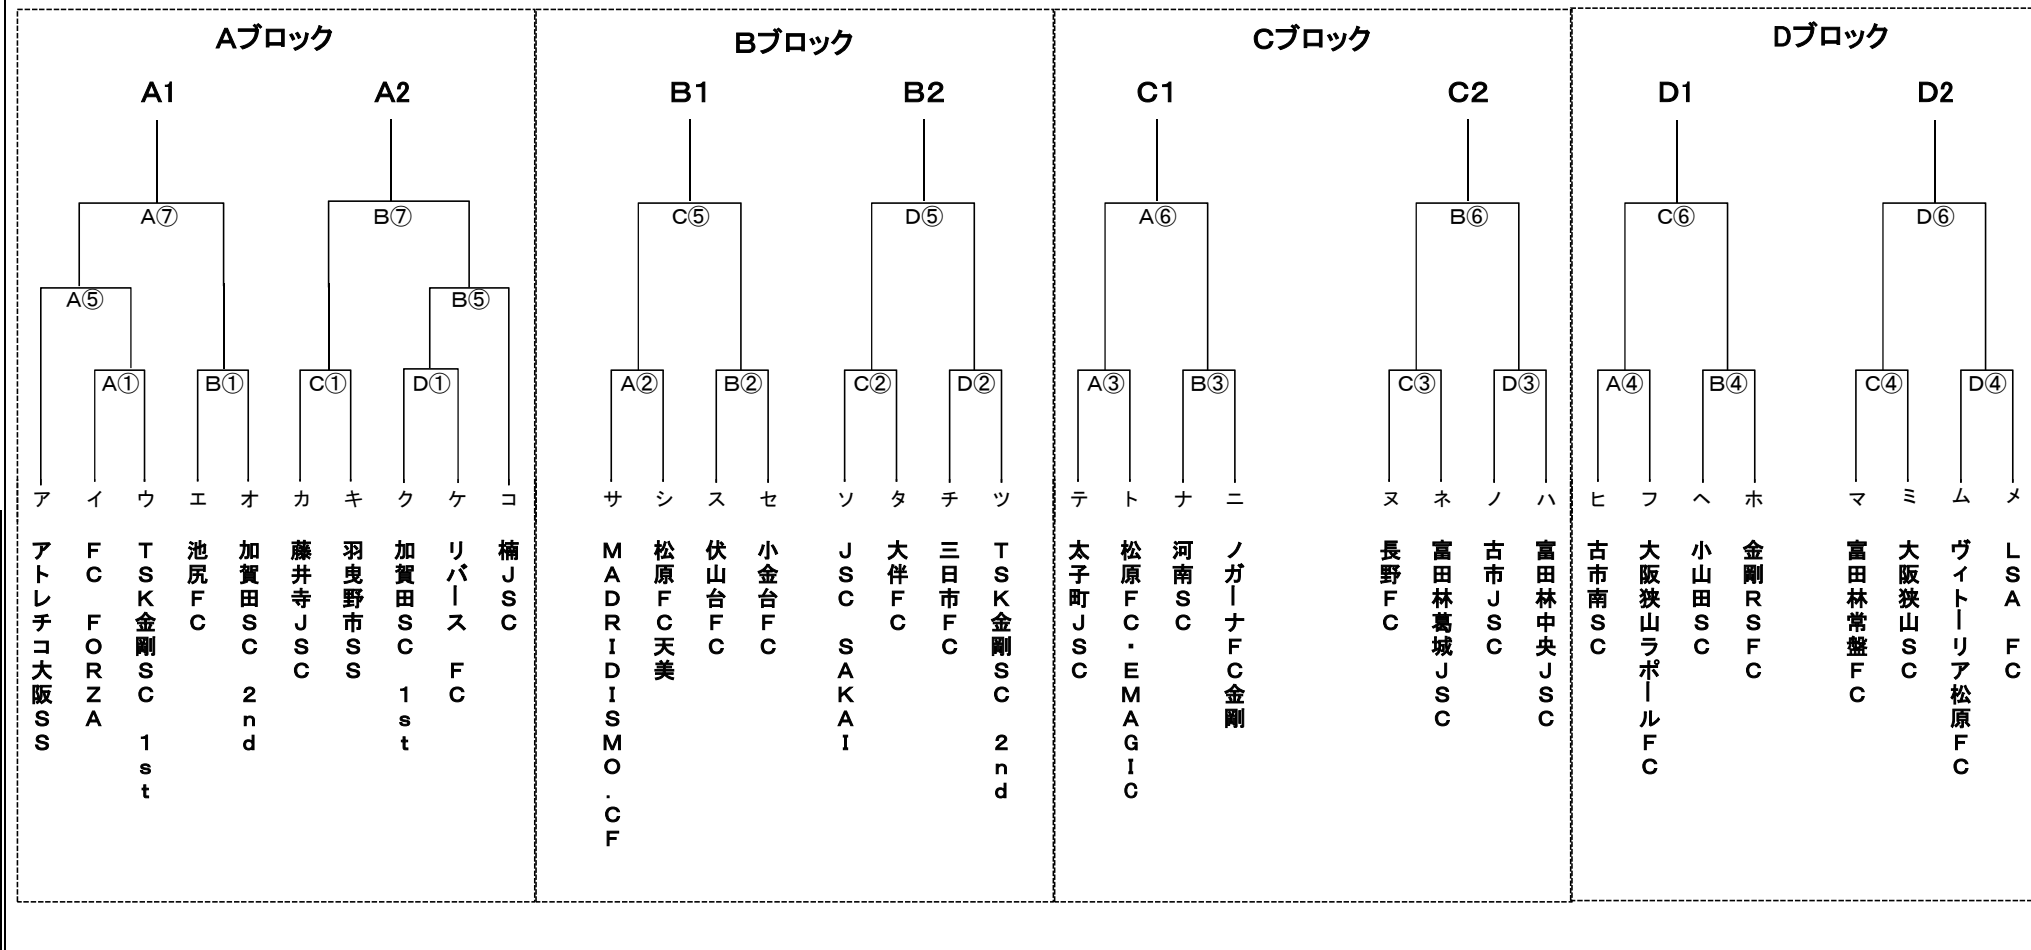 Aブロック
Bブロック
Cブロック
Dブロック
A1
A2
B1
B2
C1
C2
D1
D2
A⑦
B⑦
C⑤
D⑤
A⑥
B⑥
C⑥
D⑥
A⑤
B⑤
A①
B①
C①
D①
A②
B②
C②
D②
A③
B③
C③
D③
A④
B④
C④
D④
ア
イ
ウ
エ
オ
カ
キ
ク
ケ
コ
サ
シ
ス
セ
ソ
タ
チ
ツ
テ
ト
ナ
ニ
ヌ
ネ
ノ
ハ
ヒ
フ
ヘ
ホ
マ
ミ
ム
メ
アトレチコ大阪SS
FC FORZA
TSK金剛SC 1st
池尻FC
加賀田SC 2nd
藤井寺JSC
羽曳野市SS
加賀田SC 1st
リバース FC
楠JSC
MADRIDISMO.CF
松原FC天美
伏山台FC
小金台FC
JSC SAKAI
大伴FC
三日市FC
TSK金剛SC 2nd
太子町JSC
松原FC・EMAGIC
河南SC
ノガーナFC金剛
長野FC
富田林葛城JSC
古市JSC
富田林中央JSC
古市南SC
大阪狭山ラポールFC
小山田SC
金剛RSFC
富田林常盤FC
大阪狭山SC
ヴィトーリア松原FC
LSA FC